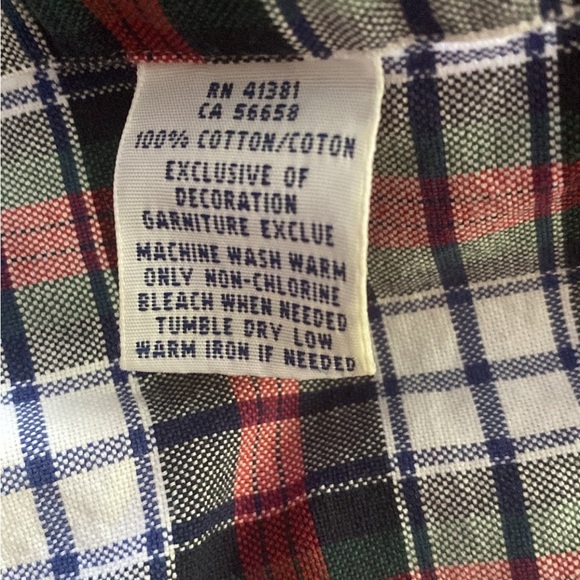 RN 41381
CA 56658
100% COTTON/COTON
EXCLUSIVE OF
DECORATION
GARNITURE EXCLUE
MACHINE WASH WARM
ONLY NON-CHLORINE
BLEACH WHEN NEEDED
TUMBLE DRY LOW
WARM IRON IF NEEDED